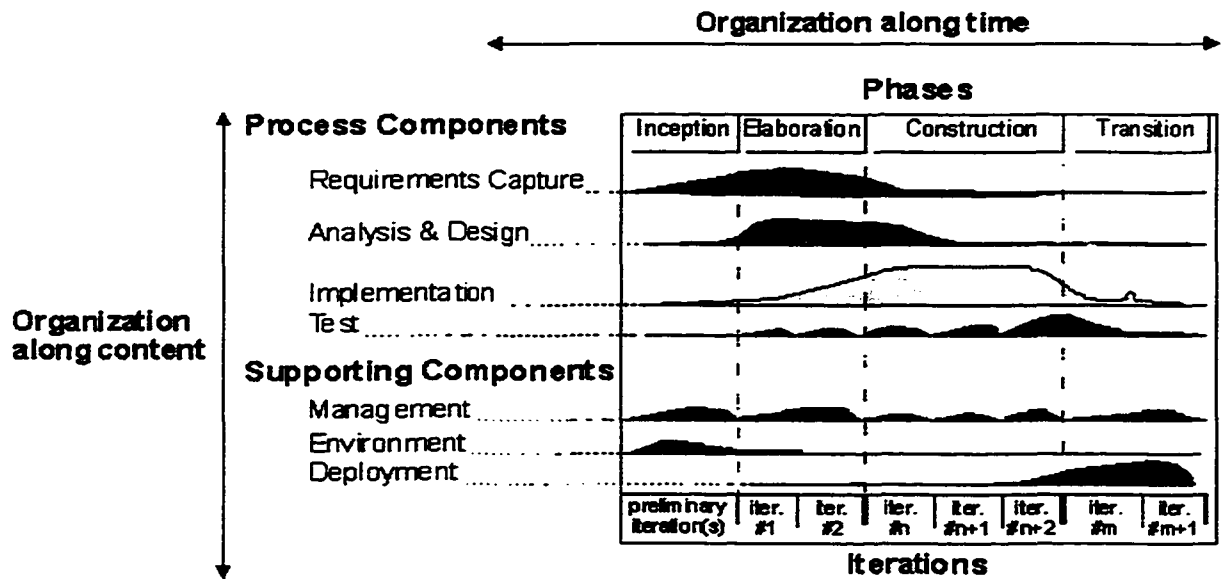 Organization along time
Phases
Process Components
Inception Elaboration Construction Transition
Requirements Capture
Analysis & Design
Implementation
Test
Organization
along content
Supporting Components
Management
Environment
Deployment
preliminary
iteration(s)
iter.
#1
iter.
#2
iter.
#n
iter.
#n+1
iter.
#n+2
iter.
#m
iter.
#m+1
Iterations